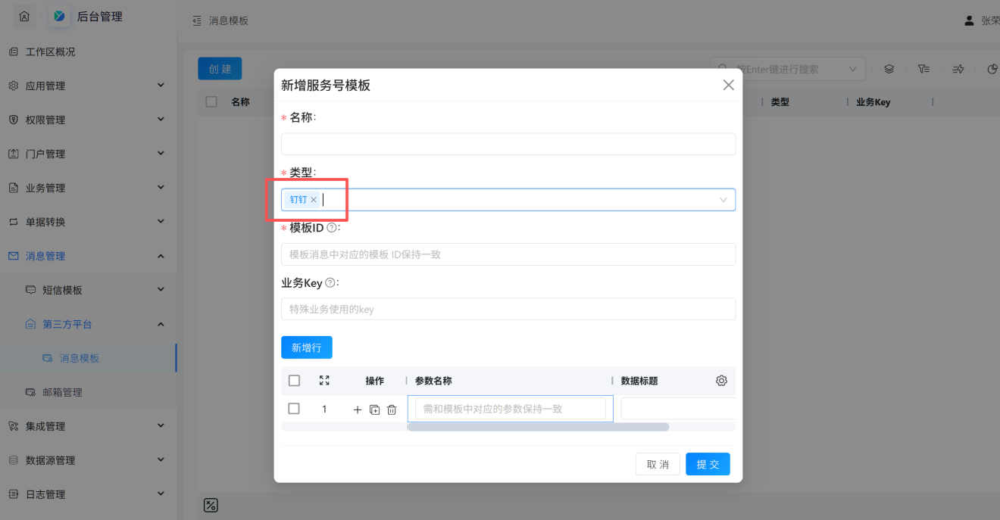 后台管理
消息模板
张荣
工作区概况
应用管理
权限管理
门户管理
业务管理
单据转换
消息管理
短信模板
第三方平台
消息模板
邮箱管理
集成管理
数据源管理
日志管理
创 建
按Enter键进行搜索
名称
类型
业务Key
新增服务号模板
* 名称:
* 类型:
钉钉
* 模板ID ?:
模板消息中对应的模板 ID保持一致
业务Key ?:
特殊业务使用的key
新增行
操作 参数名称 数据标题
1 需和模板中对应的参数保持一致
取 消 提 交